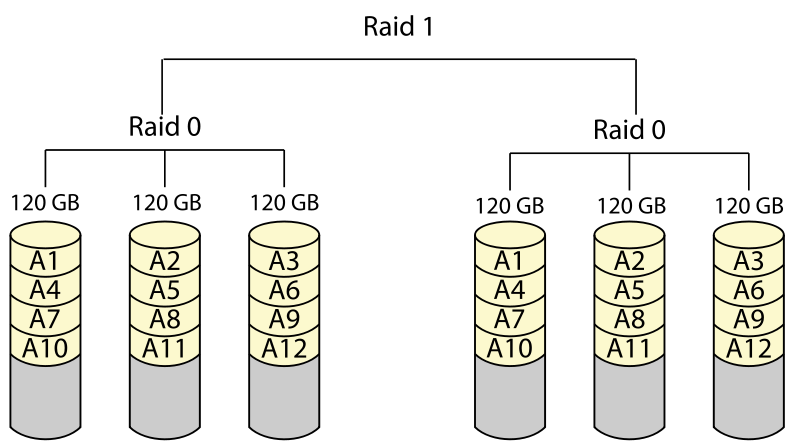 Raid 1
Raid 0
Raid 0
120 GB 120 GB 120 GB
120 GB 120 GB 120 GB
A1 A2 A3 A1 A2 A3
A4 A5 A6 A4 A5 A6
A7 A8 A9 A7 A8 A9
A10 A11 A12 A10 A11 A12